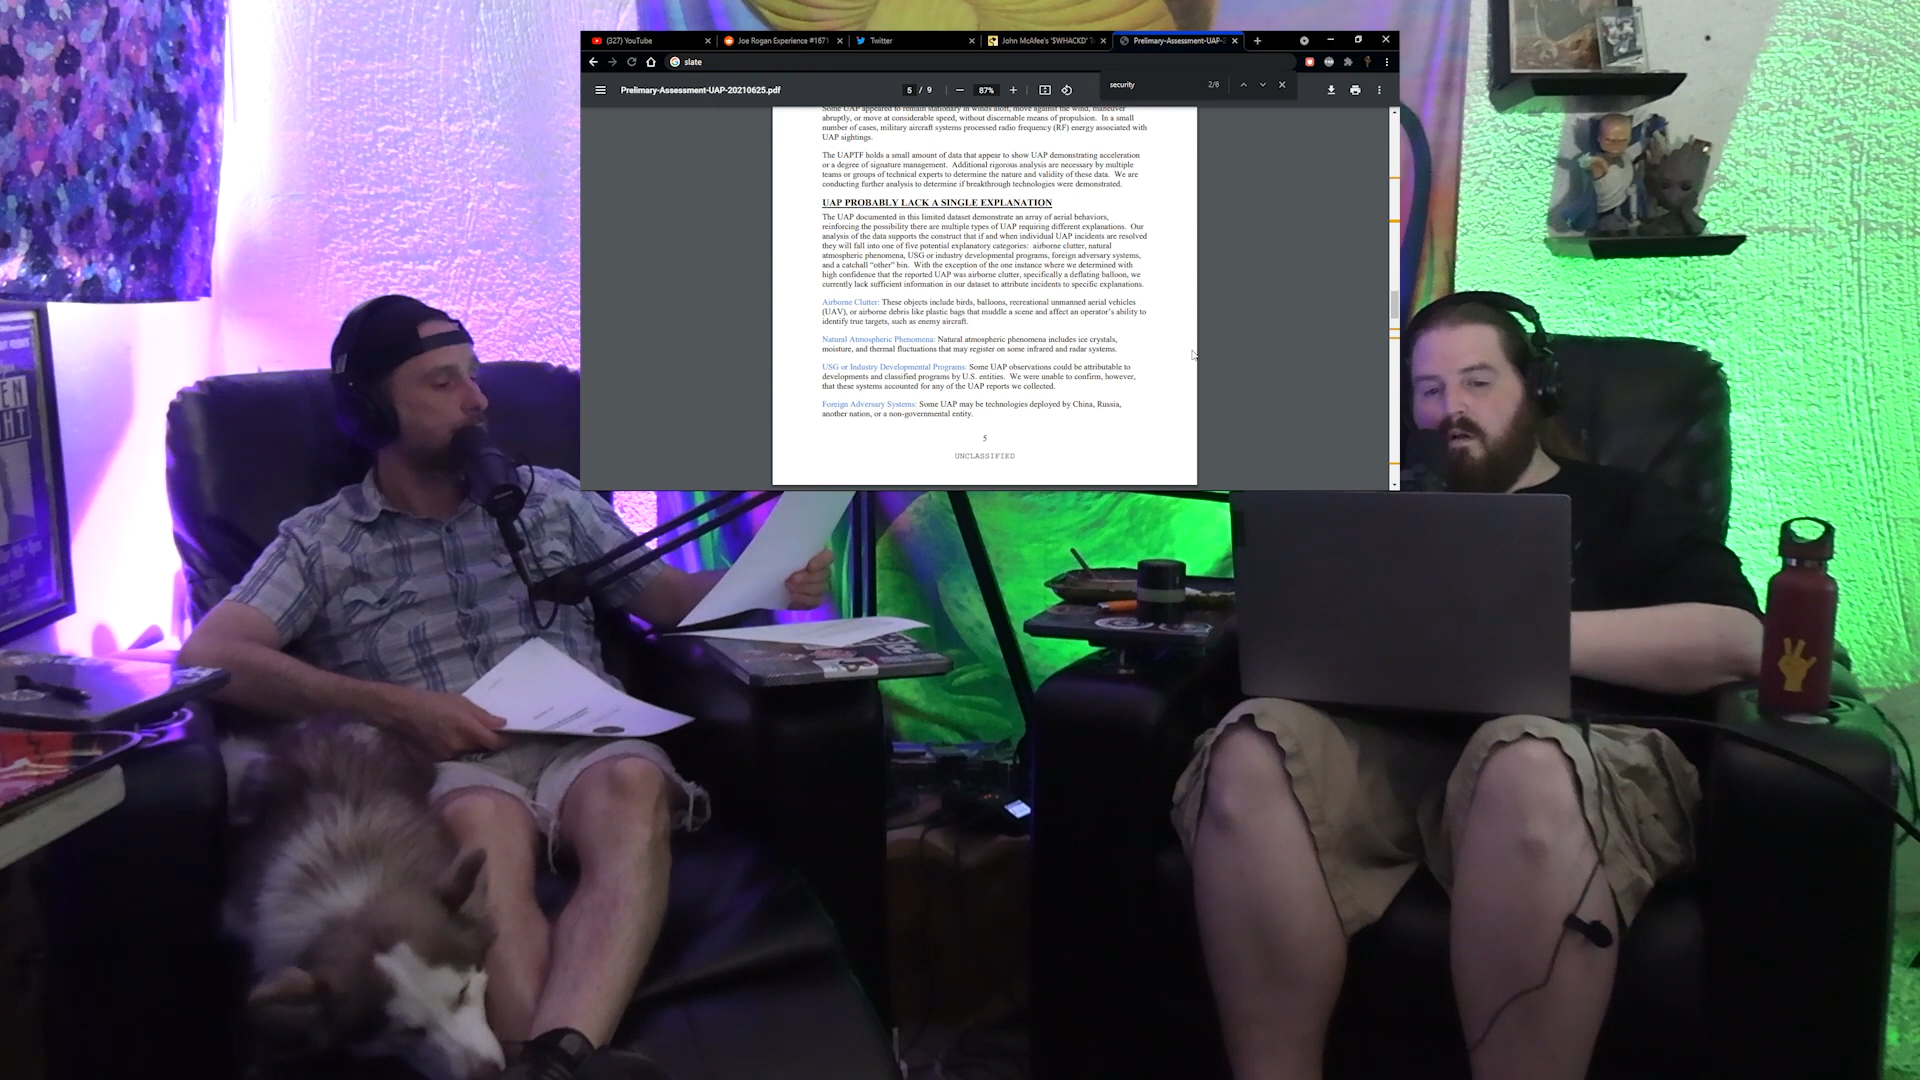 (327) YouTube
Joe Rogan Experience #1671
Twitter
John McAfee's '$WHACKD' T
Prelimary-Assessment-UAP-2
slate
security
2/6
Prelimary-Assessment-UAP-20210625.pdf
5 / 9
87%
Some UAP appeared to remain stationary in winds aloft, move against the wind, maneuver
abruptly, or move at considerable speed, without discernable means of propulsion. In a small
number of cases, military aircraft systems processed radio frequency (RF) energy associated with
UAP sightings.
The UAPTF holds a small amount of data that appear to show UAP demonstrating acceleration
or a degree of signature management. Additional rigorous analysis are necessary by multiple
teams or groups of technical experts to determine the nature and validity of these data. We are
conducting further analysis to determine if breakthrough technologies were demonstrated.
UAP PROBABLY LACK A SINGLE EXPLANATION
The UAP documented in this limited dataset demonstrate an array of aerial behaviors,
reinforcing the possibility there are multiple types of UAP requiring different explanations. Our
analysis of the data supports the construct that if and when individual UAP incidents are resolved
they will fall into one of five potential explanatory categories: airborne clutter, natural
atmospheric phenomena, USG or industry developmental programs, foreign adversary systems,
and a catchall "other" bin. With the exception of the one instance where we determined with
high confidence that the reported UAP was airborne clutter, specifically a deflating balloon, we
currently lack sufficient information in our dataset to attribute incidents to specific explanations.
Airborne Clutter: These objects include birds, balloons, recreational unmanned aerial vehicles
(UAV), or airborne debris like plastic bags that muddle a scene and affect an operator's ability to
identify true targets, such as enemy aircraft.
Natural Atmospheric Phenomena: Natural atmospheric phenomena includes ice crystals,
moisture, and thermal fluctuations that may register on some infrared and radar systems.
USG or Industry Developmental Programs: Some UAP observations could be attributable to
developments and classified programs by U.S. entities. We were unable to confirm, however,
that these systems accounted for any of the UAP reports we collected.
Foreign Adversary Systems: Some UAP may be technologies deployed by China, Russia,
another nation, or a non-governmental entity.
5
UNCLASSIFIED